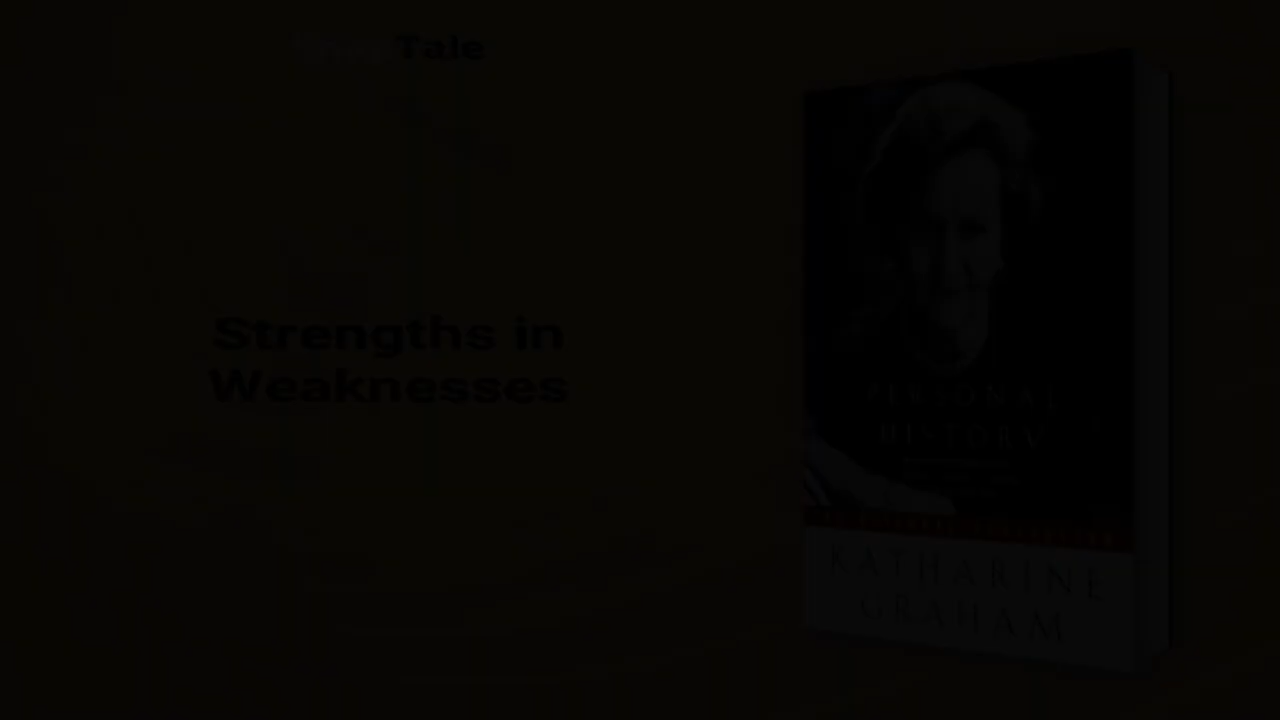 Tale
Strengths in
Weaknesses
PERSONAL
HISTORY
KATHARINE
GRAHAM